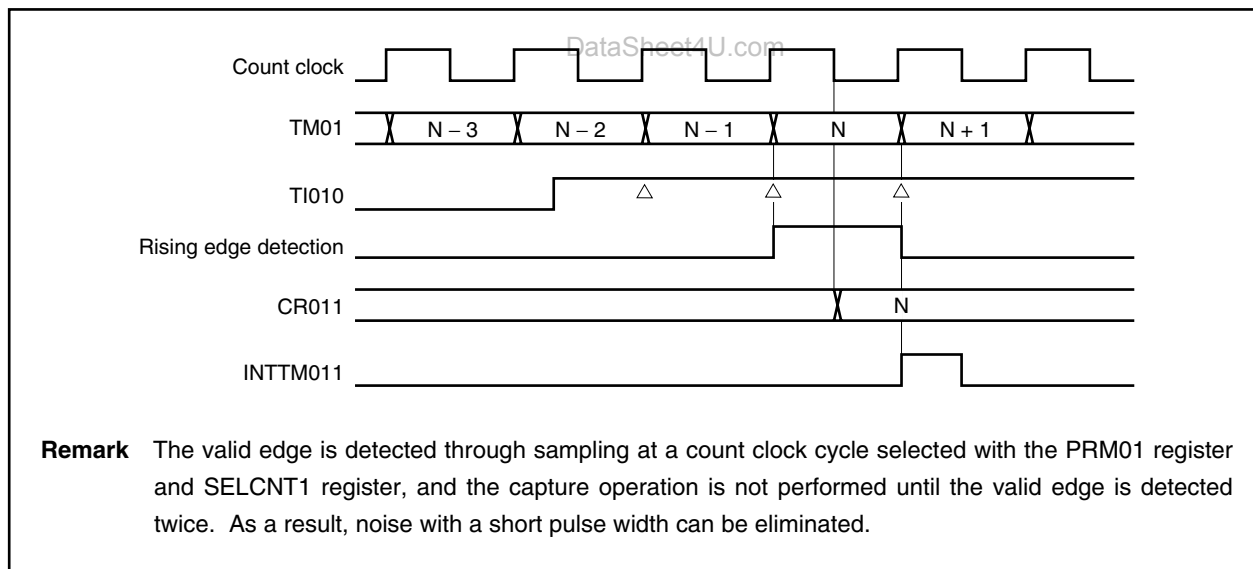 DataSheet4U.com
Count clock
TM01
N – 3
N – 2
N – 1
N
N + 1
TI010
Rising edge detection
CR011
N
INTTM011
Remark The valid edge is detected through sampling at a count clock cycle selected with the PRM01 register
and SELCNT1 register, and the capture operation is not performed until the valid edge is detected
twice. As a result, noise with a short pulse width can be eliminated.